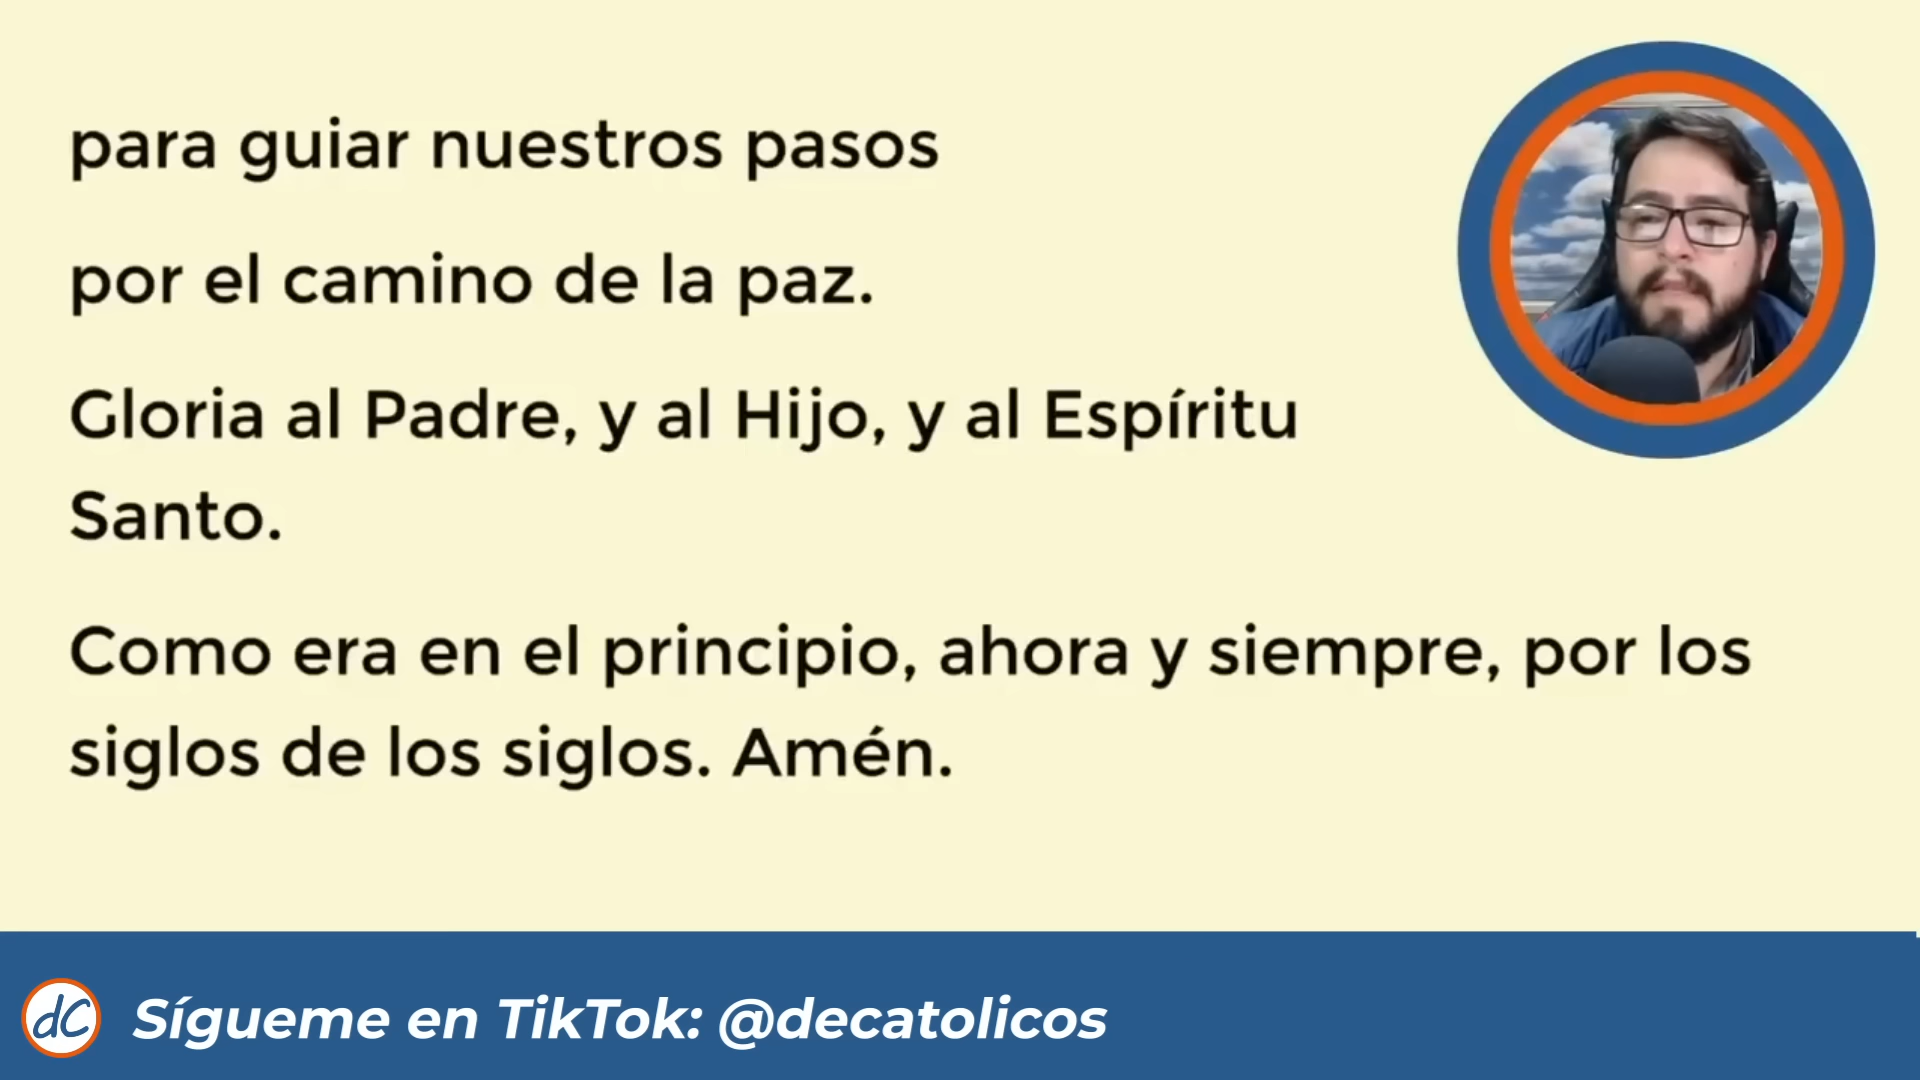 para guiar nuestros pasos
por el camino de la paz.
Gloria al Padre, y al Hijo, y al Espíritu
Santo.
Como era en el principio, ahora y siempre, por los
siglos de los siglos. Amén.
dC
Sígueme en TikTok: @decatolicos